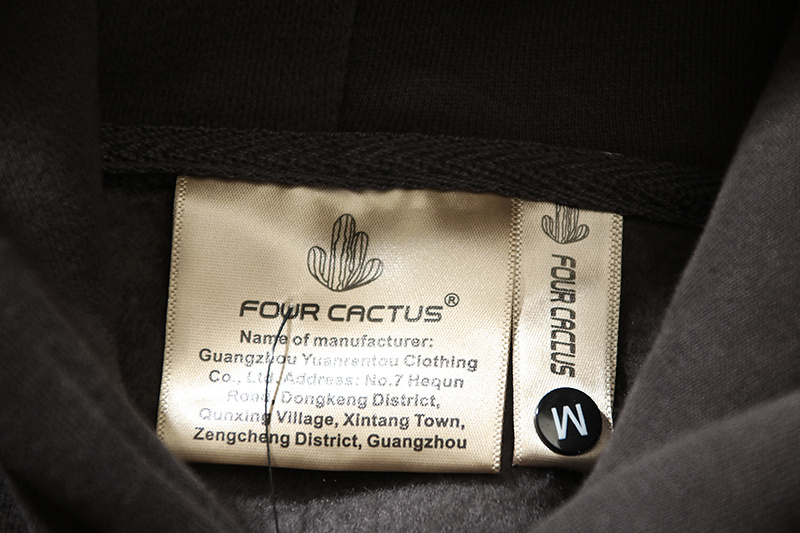 FOUR CACTUS®
Name of manufacturer:
Guangzhou Yuanrentou Clothing
Co., Ltd. Address: No.7 Hequn
Road, Dongkeng District,
Qunxing Village, Xintang Town,
Zengcheng District, Guangzhou
FOUR CACTUS
M